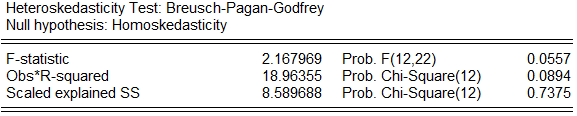 Heteroskedasticity Test: Breusch-Pagan-Godfrey
Null hypothesis: Homoskedasticity
F-statistic 2.167969 Prob. F(12,22) 0.0557
Obs*R-squared 18.96355 Prob. Chi-Square(12) 0.0894
Scaled explained SS 8.589688 Prob. Chi-Square(12) 0.7375